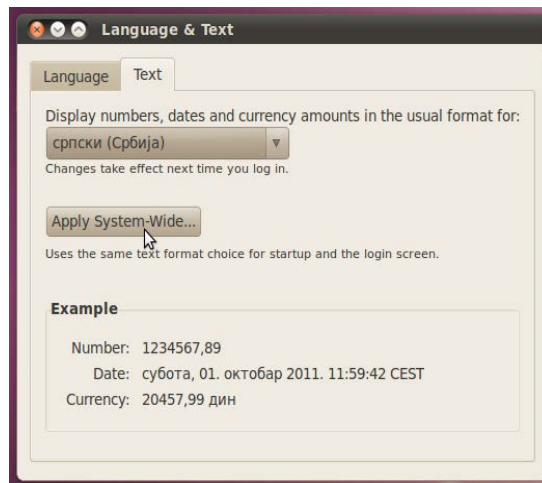 Language & Text
Language Text
Display numbers, dates and currency amounts in the usual format for:
српски (Србија)
Changes take effect next time you log in.
Apply System-Wide...
Uses the same text format choice for startup and the login screen.
Example
Number: 1234567,89
Date: субота, 01. октобар 2011. 11:59:42 CEST
Currency: 20457,99 дин